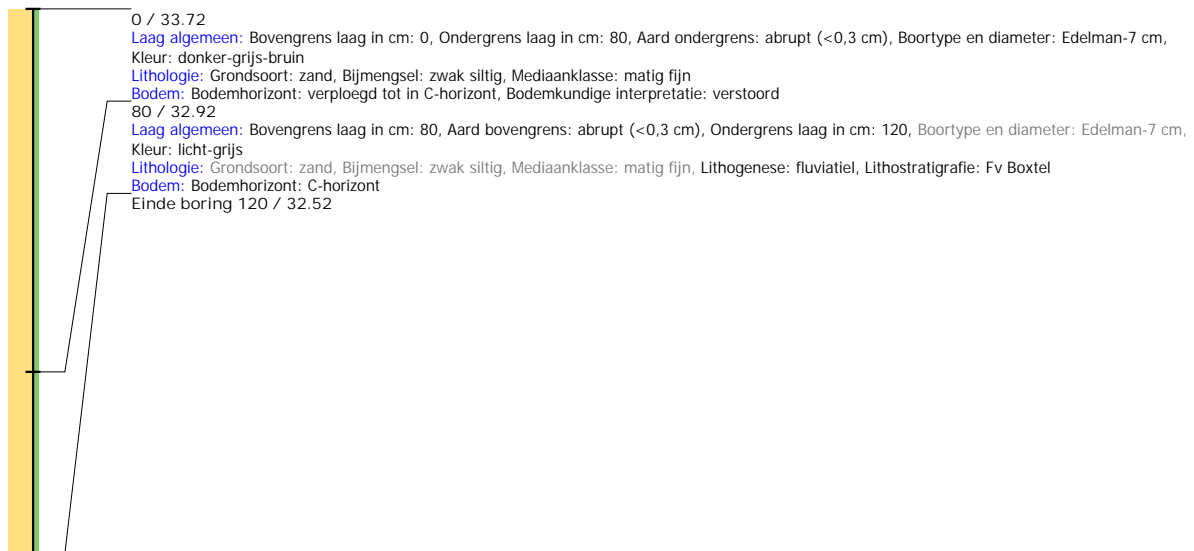 0 / 33.72
Laag algemeen: Bovengrens laag in cm: 0, Ondergrens laag in cm: 80, Aard ondergrens: abrupt (<0,3 cm), Boortype en diameter: Edelman-7 cm,
Kleur: donker-grijs-bruin
Lithologie: Grondsoort: zand, Bijmengsel: zwak siltig, Mediaanklasse: matig fijn
Bodem: Bodemhorizont: verploegd tot in C-horizont, Bodemkundige interpretatie: verstoord
80 / 32.92
Laag algemeen: Bovengrens laag in cm: 80, Aard bovengrens: abrupt (<0,3 cm), Ondergrens laag in cm: 120, Boortype en diameter: Edelman-7 cm,
Kleur: licht-grijs
Lithologie: Grondsoort: zand, Bijmengsel: zwak siltig, Mediaanklasse: matig fijn, Lithogenese: fluviatiel, Lithostratigrafie: Fv Boxtel
Bodem: Bodemhorizont: C-horizont
Einde boring 120 / 32.52